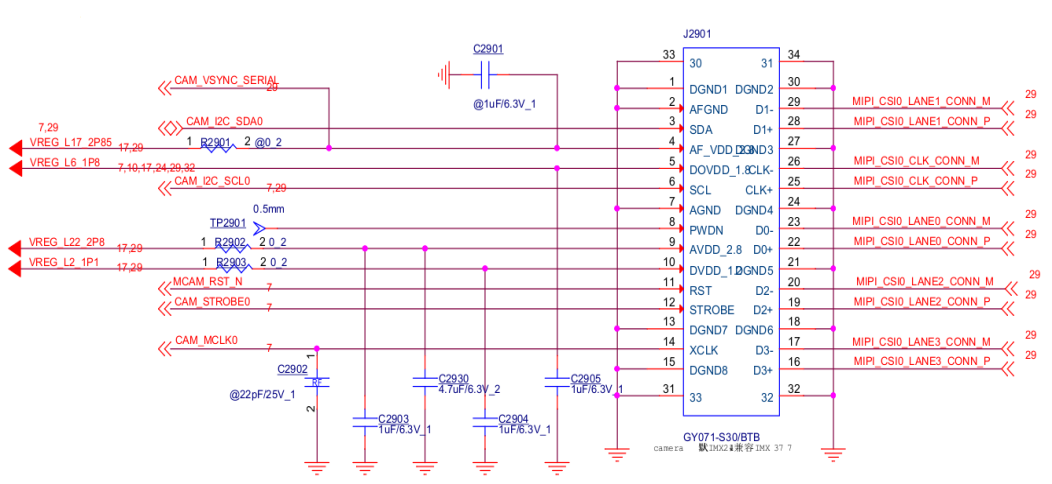 J2901
C2901
@1uF/6.3V_1
CAM_VSYNC_SERIAL
29
CAM_I2C_SDA0
7,29
VREG_L17_2P85
17,29
1
R2901
2
@0_2
VREG_L6_1P8
7,10,17,24,29,32
CAM_I2C_SCL0
7,29
0.5mm
TP2901
VREG_L22_2P8
17,29
1
R2902
2
0_2
VREG_L2_1P1
17,29
1
R2903
2
0_2
MCAM_RST_N
7
CAM_STROBE0
7
CAM_MCLK0
7
1
C2902
RF
@22pF/25V_1
2
C2903
1uF/6.3V_1
C2930
4.7uF/6.3V_2
C2904
1uF/6.3V_1
C2905
1uF/6.3V_1
33 30 31 34
1 DGND1 DGND2 30
2 AFGND D1- 29 MIPI_CSI0_LANE1_CONN_M 29
3 SDA D1+ 28 MIPI_CSI0_LANE1_CONN_P 29
4 AF_VDD_2.8 DGND3 27
5 DOVDD_1.8 CLK- 26 MIPI_CSI0_CLK_CONN_M 29
6 SCL CLK+ 25 MIPI_CSI0_CLK_CONN_P 29
7 AGND DGND4 24
8 PWDN D0- 23 MIPI_CSI0_LANE0_CONN_M 29
9 AVDD_2.8 D0+ 22 MIPI_CSI0_LANE0_CONN_P 29
10 DGND5 21
11 RST D2- 20 MIPI_CSI0_LANE2_CONN_M 29
12 STROBE D2+ 19 MIPI_CSI0_LANE2_CONN_P 29
13 DGND7 DGND6 18
14 XCLK D3- 17 MIPI_CSI0_LANE3_CONN_M 29
15 DGND8 D3+ 16 MIPI_CSI0_LANE3_CONN_P 29
31 33 32 32
GY071-S30/BTB
camera 兼容IMX 37 7